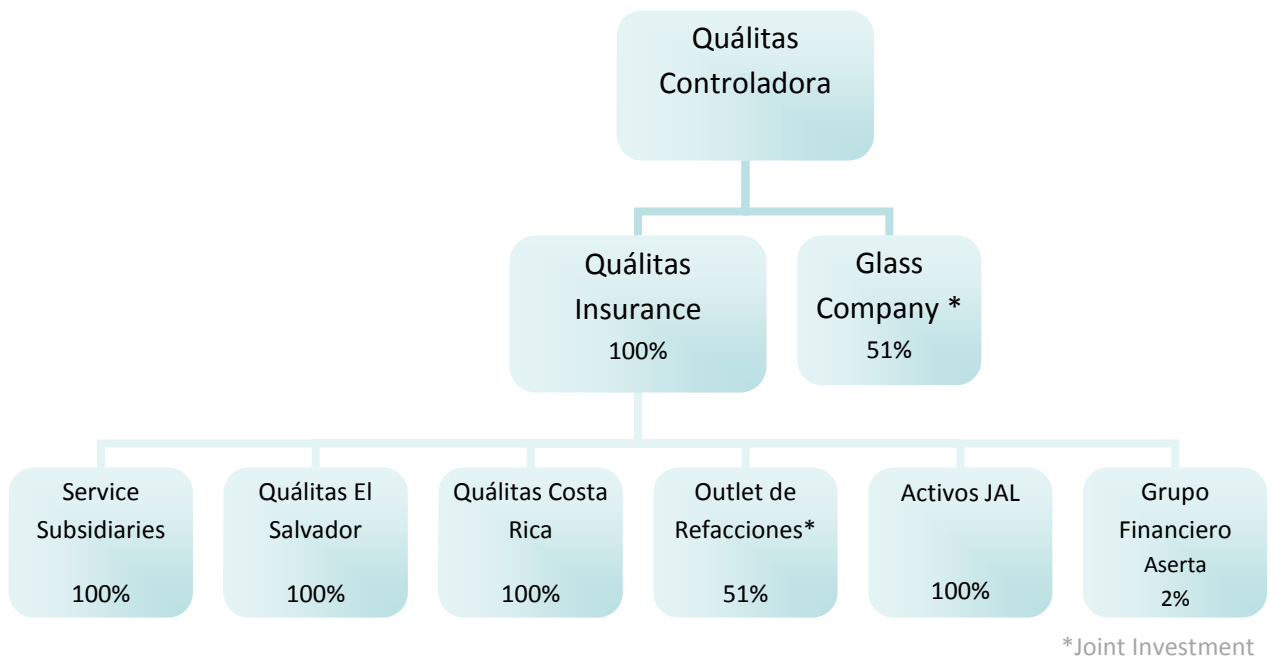 Quálitas
Controladora
Quálitas
Insurance
100%
Glass
Company *
51%
Service
Subsidiaries
100%
Quálitas El
Salvador
100%
Quálitas Costa
Rica
100%
Outlet de
Refacciones*
51%
Activos JAL
100%
Grupo
Financiero
Aserta
2%
*Joint Investment